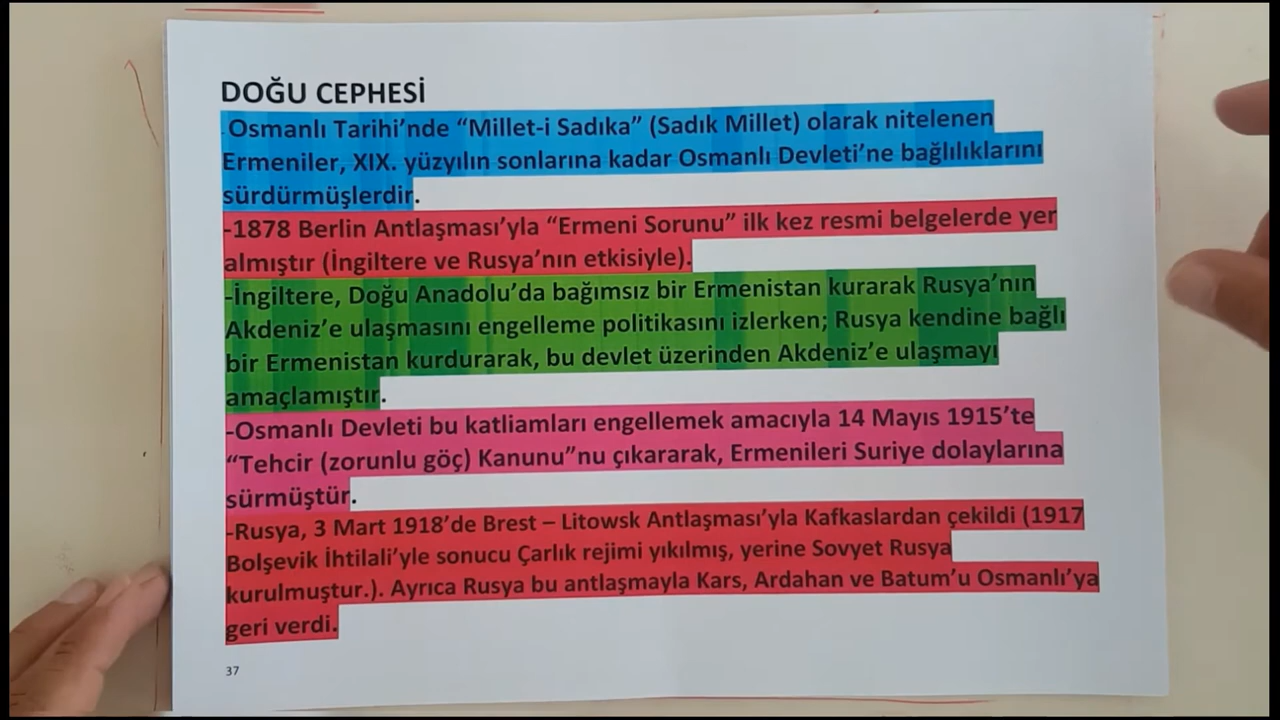 DOĞU CEPHESİ
-Osmanlı Tarihi’nde “Millet-i Sadıka” (Sadık Millet) olarak nitelenen
Ermeniler, XIX. yüzyılın sonlarına kadar Osmanlı Devleti’ne bağlılıklarını
sürdürmüşlerdir.
-1878 Berlin Antlaşması’yla “Ermeni Sorunu” ilk kez resmi belgelerde yer
almıştır (İngiltere ve Rusya’nın etkisiyle).
-İngiltere, Doğu Anadolu’da bağımsız bir Ermenistan kurarak Rusya’nın
Akdeniz’e ulaşmasını engelleme politikasını izlerken; Rusya kendine bağlı
bir Ermenistan kurdurarak, bu devlet üzerinden Akdeniz’e ulaşmayı
amaçlamıştır.
-Osmanlı Devleti bu katliamları engellemek amacıyla 14 Mayıs 1915’te
“Tehcir (zorunlu göç) Kanunu”nu çıkararak, Ermenileri Suriye dolaylarına
sürmüştür.
-Rusya, 3 Mart 1918’de Brest – Litowsk Antlaşması’yla Kafkaslardan çekildi (1917
Bolşevik İhtilali’yle sonucu Çarlık rejimi yıkılmış, yerine Sovyet Rusya
kurulmuştur.). Ayrıca Rusya bu antlaşmayla Kars, Ardahan ve Batum’u Osmanlı’ya
geri verdi.
37